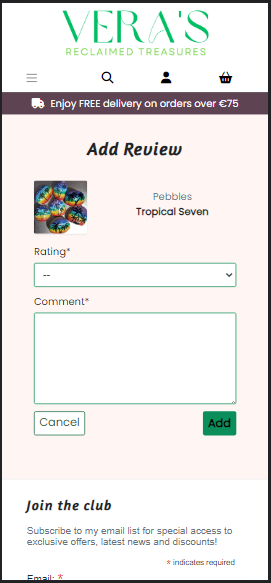 VERA'S
RECLAIMED TREASURES
Enjoy FREE delivery on orders over €75
Add Review
Pebbles
Tropical Seven
Rating*
--
Comment*
Cancel
Add
Join the club
Subscribe to my email list for special access to
exclusive offers, latest news and discounts!
* indicates required
Email: *